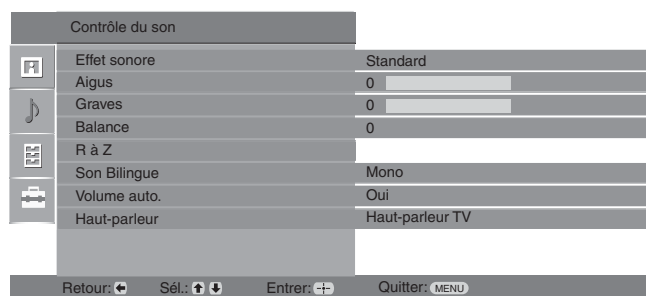 Contrôle du son
Effet sonore Standard
Aigus 0
Graves 0
Balance 0
R à Z
Son Bilingue Mono
Volume auto. Oui
Haut-parleur Haut-parleur TV
Retour: Sél.: Entrer: Quitter: MENU